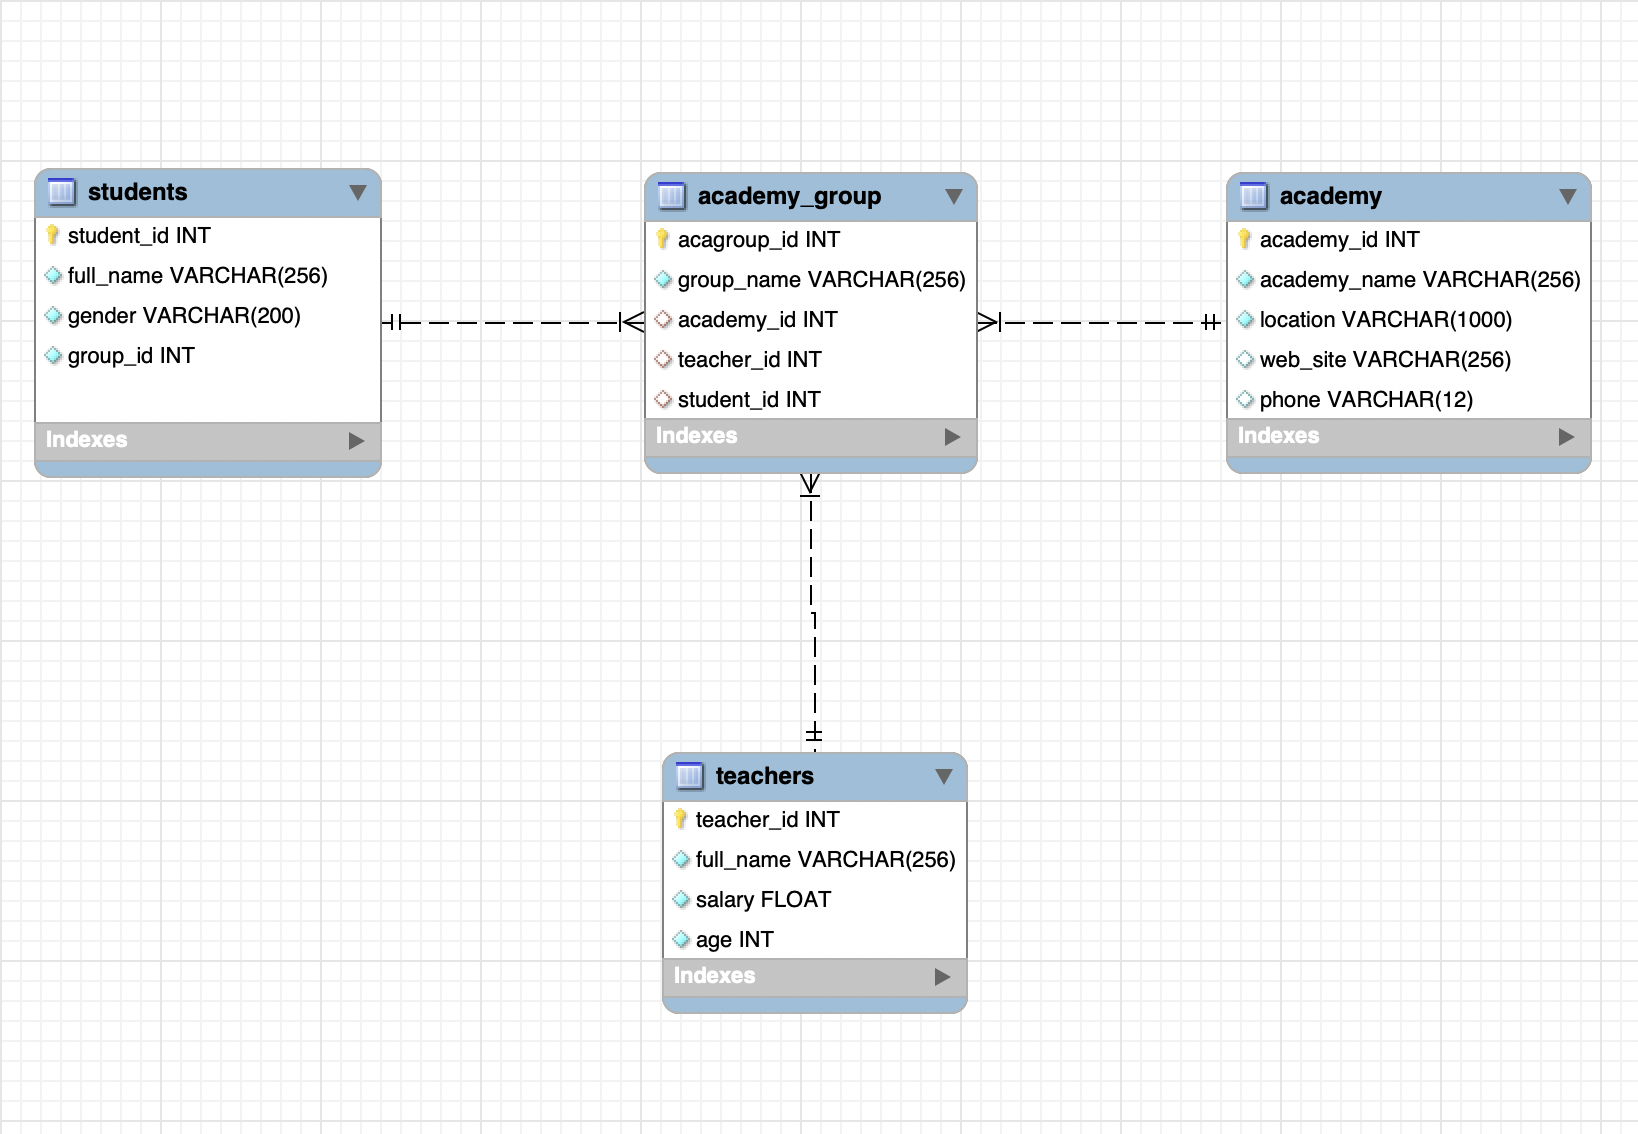 students
student_id INT
full_name VARCHAR(256)
gender VARCHAR(200)
group_id INT
Indexes
academy_group
acagroup_id INT
group_name VARCHAR(256)
academy_id INT
teacher_id INT
student_id INT
Indexes
academy
academy_id INT
academy_name VARCHAR(256)
location VARCHAR(1000)
web_site VARCHAR(256)
phone VARCHAR(12)
Indexes
teachers
teacher_id INT
full_name VARCHAR(256)
salary FLOAT
age INT
Indexes